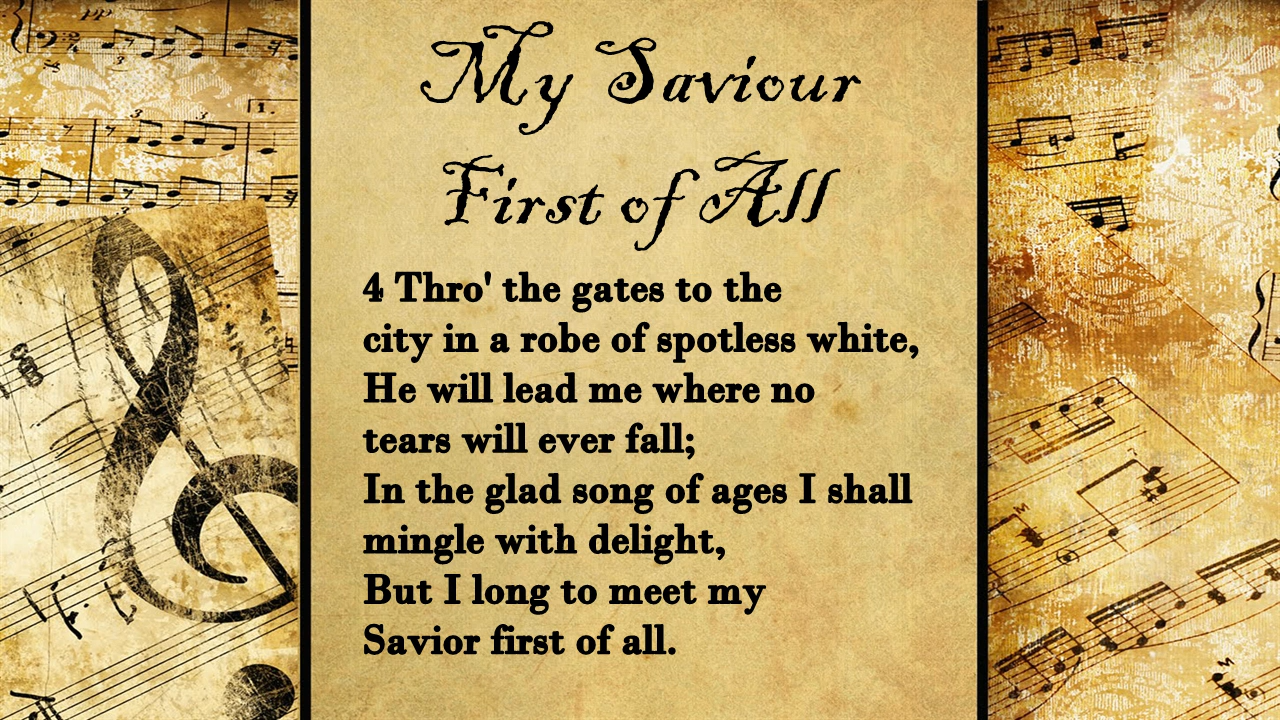 My Saviour
First of All
4 Thro' the gates to the
city in a robe of spotless white,
He will lead me where no
tears will ever fall;
In the glad song of ages I shall
mingle with delight,
But I long to meet my
Savior first of all.